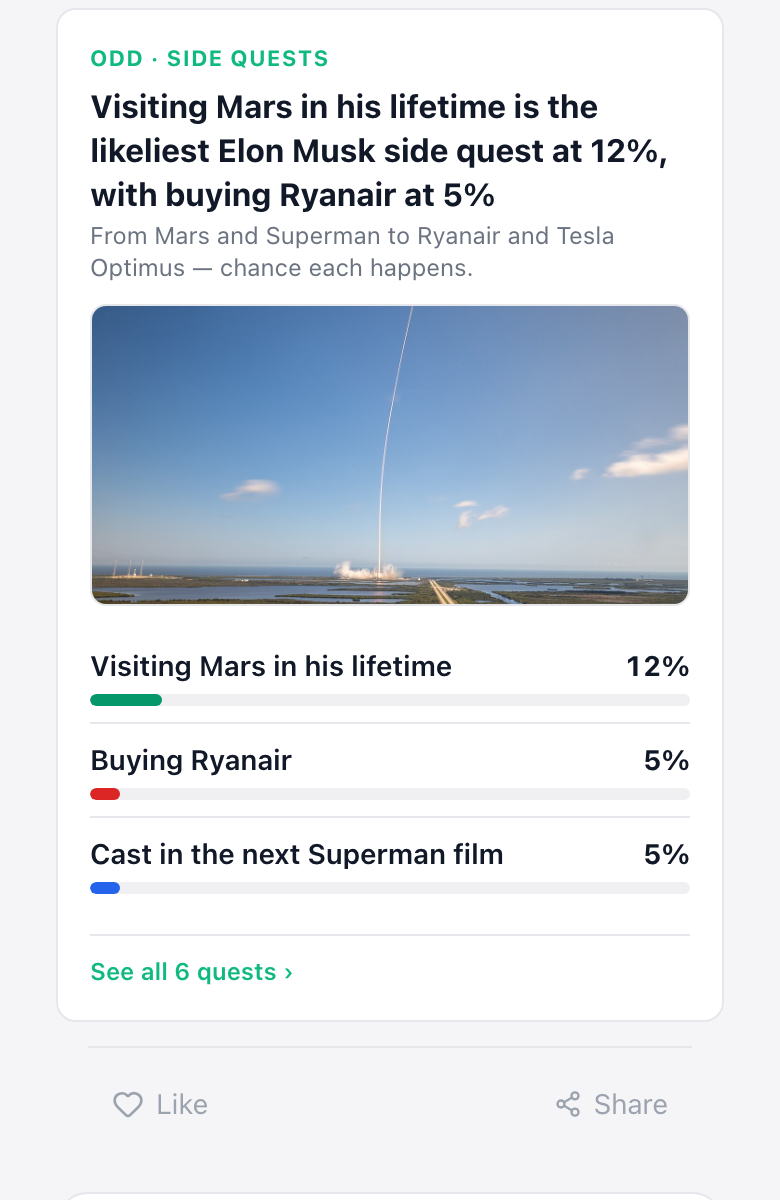 ODD · SIDE QUESTS
Visiting Mars in his lifetime is the
likeliest Elon Musk side quest at 12%,
with buying Ryanair at 5%
From Mars and Superman to Ryanair and Tesla
Optimus — chance each happens.
Visiting Mars in his lifetime 12%
Buying Ryanair 5%
Cast in the next Superman film 5%
See all 6 quests ›
Like Share